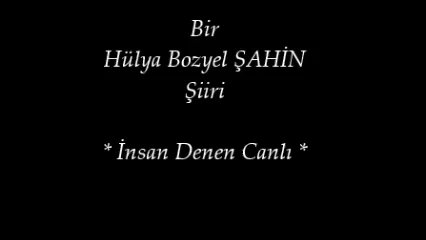 Bir
Hülya Bozyel ŞAHİN
Şiiri
* İnsan Denen Canlı *